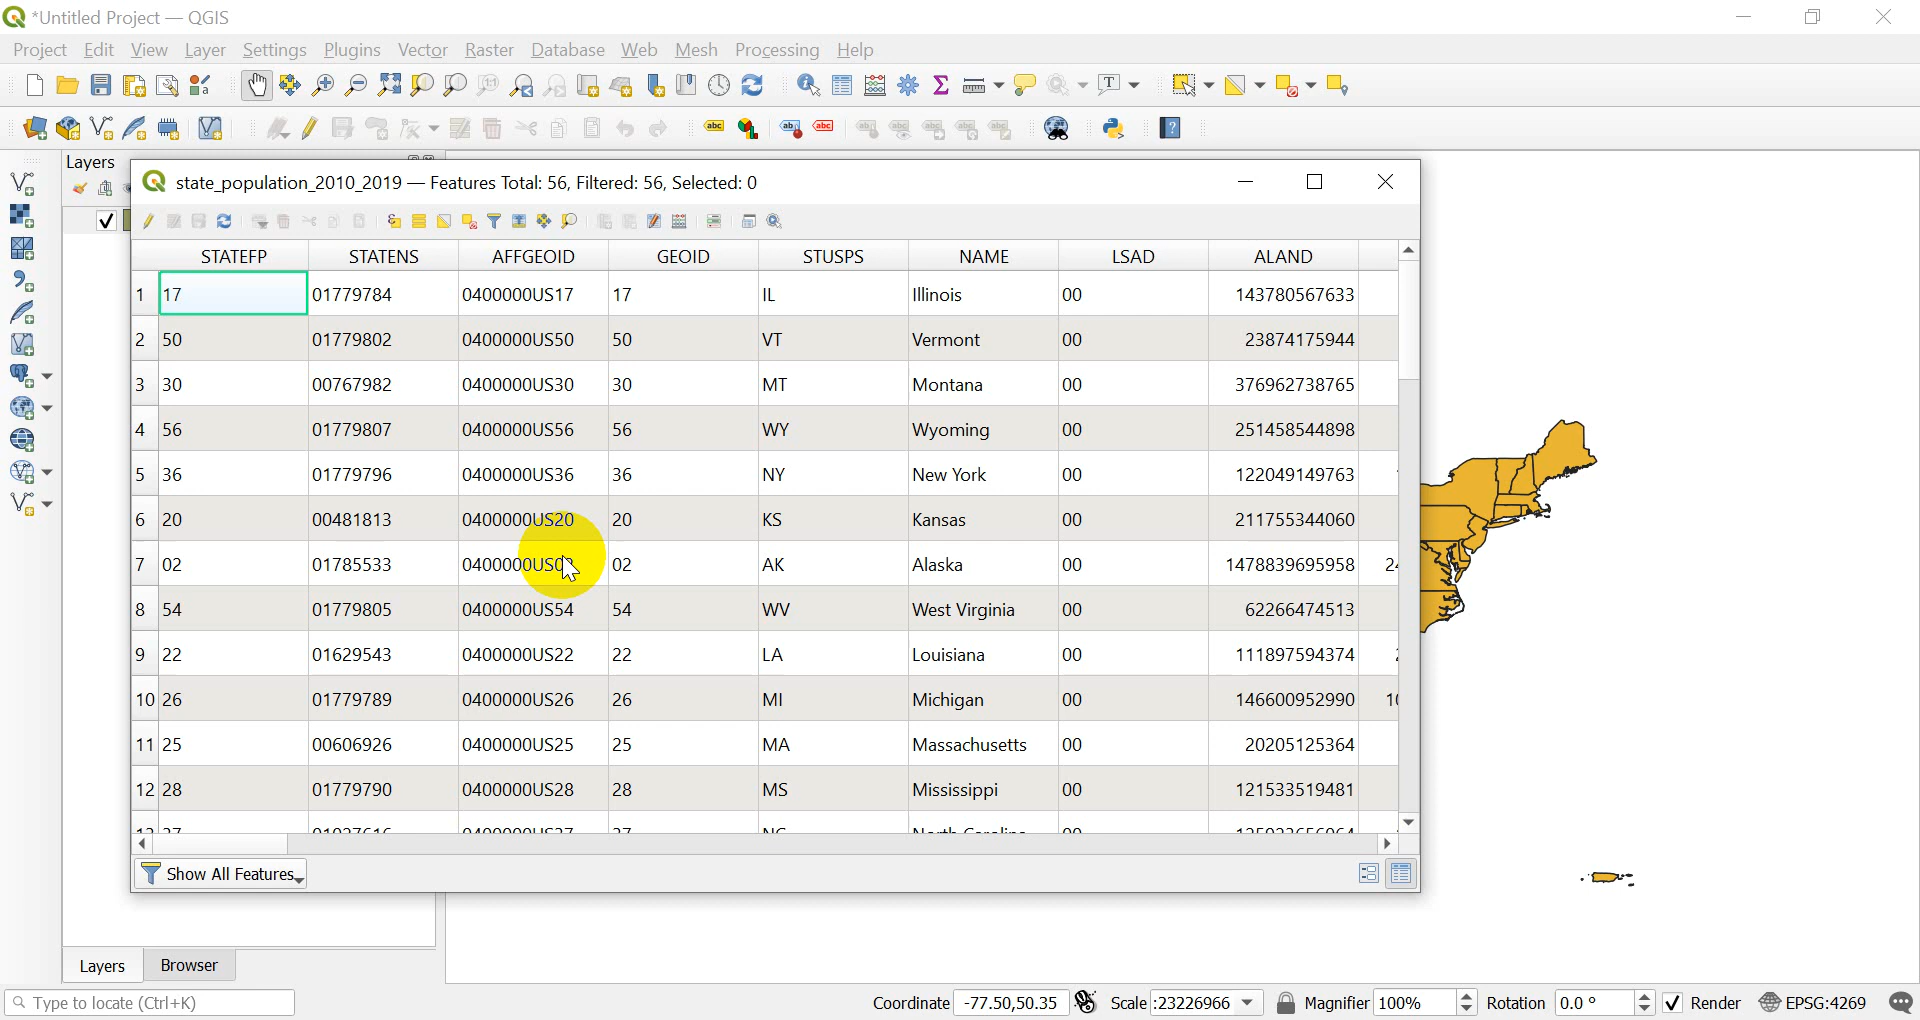 *Untitled Project — QGIS
Project Edit View Layer Settings Plugins Vector Raster Database Web Mesh Processing Help
Layers
state_population_2010_2019 — Features Total: 56, Filtered: 56, Selected: 0
STATEFP STATENS AFFGEOID GEOID STUSPS NAME LSAD ALAND
1 17 01779784 0400000US17 17 IL Illinois 00 143780567633
2 50 01779802 0400000US50 50 VT Vermont 00 23874175944
3 30 00767982 0400000US30 30 MT Montana 00 376962738765
4 56 01779807 0400000US56 56 WY Wyoming 00 251458544898
5 36 01779796 0400000US36 36 NY New York 00 122049149763
6 20 00481813 0400000US20 20 KS Kansas 00 211755344060
7 02 01785533 0400000US02 02 AK Alaska 00 1478839695958
8 54 01779805 0400000US54 54 WV West Virginia 00 62266474513
9 22 01629543 0400000US22 22 LA Louisiana 00 111897594374
10 26 01779789 0400000US26 26 MI Michigan 00 146600952990
11 25 00606926 0400000US25 25 MA Massachusetts 00 20205125364
12 28 01779790 0400000US28 28 MS Mississippi 00 121533519481
Show All Features
Layers Browser
Type to locate (Ctrl+K) Coordinate -77.50,50.35 Scale :23226966 Magnifier 100% Rotation 0.0 ° Render EPSG:4269